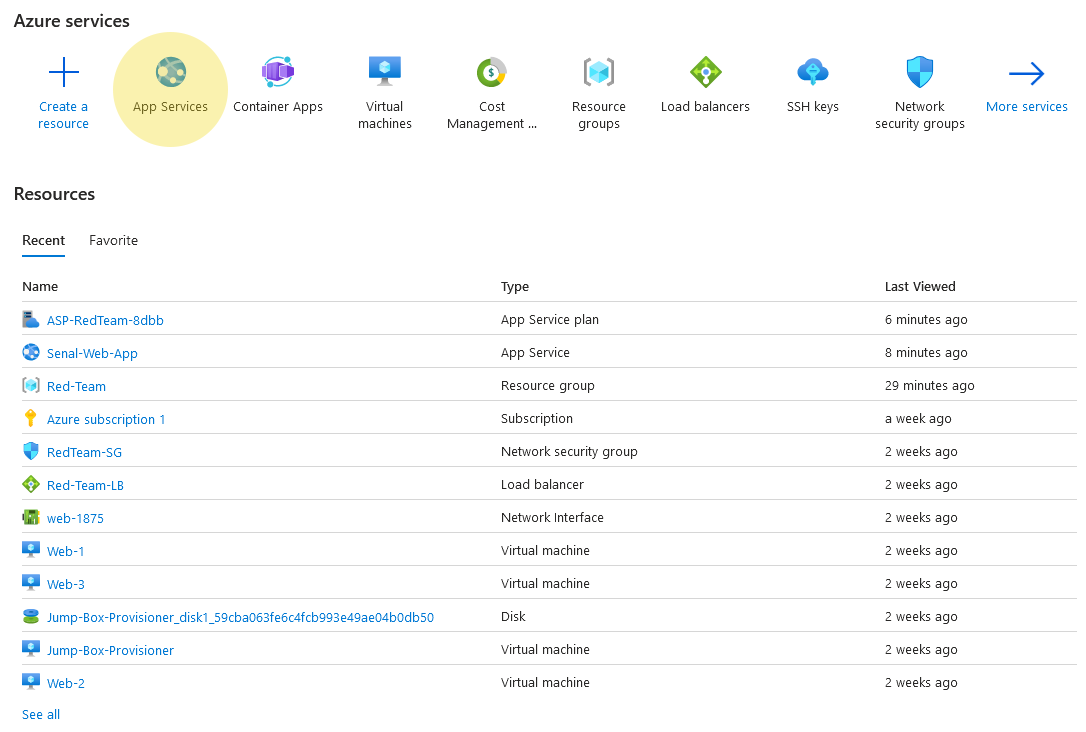 Azure services
Create a resource
App Services
Container Apps
Virtual machines
Cost Management ...
Resource groups
Load balancers
SSH keys
Network security groups
More services
Resources
Recent Favorite
Name Type Last Viewed
ASP-RedTeam-8dbb App Service plan 6 minutes ago
Senal-Web-App App Service 8 minutes ago
Red-Team Resource group 29 minutes ago
Azure subscription 1 Subscription a week ago
RedTeam-SG Network security group 2 weeks ago
Red-Team-LB Load balancer 2 weeks ago
web-1875 Network Interface 2 weeks ago
Web-1 Virtual machine 2 weeks ago
Web-3 Virtual machine 2 weeks ago
Jump-Box-Provisioner_disk1_59cba063fe6c4fcb993e49ae04b0db50 Disk 2 weeks ago
Jump-Box-Provisioner Virtual machine 2 weeks ago
Web-2 Virtual machine 2 weeks ago
See all